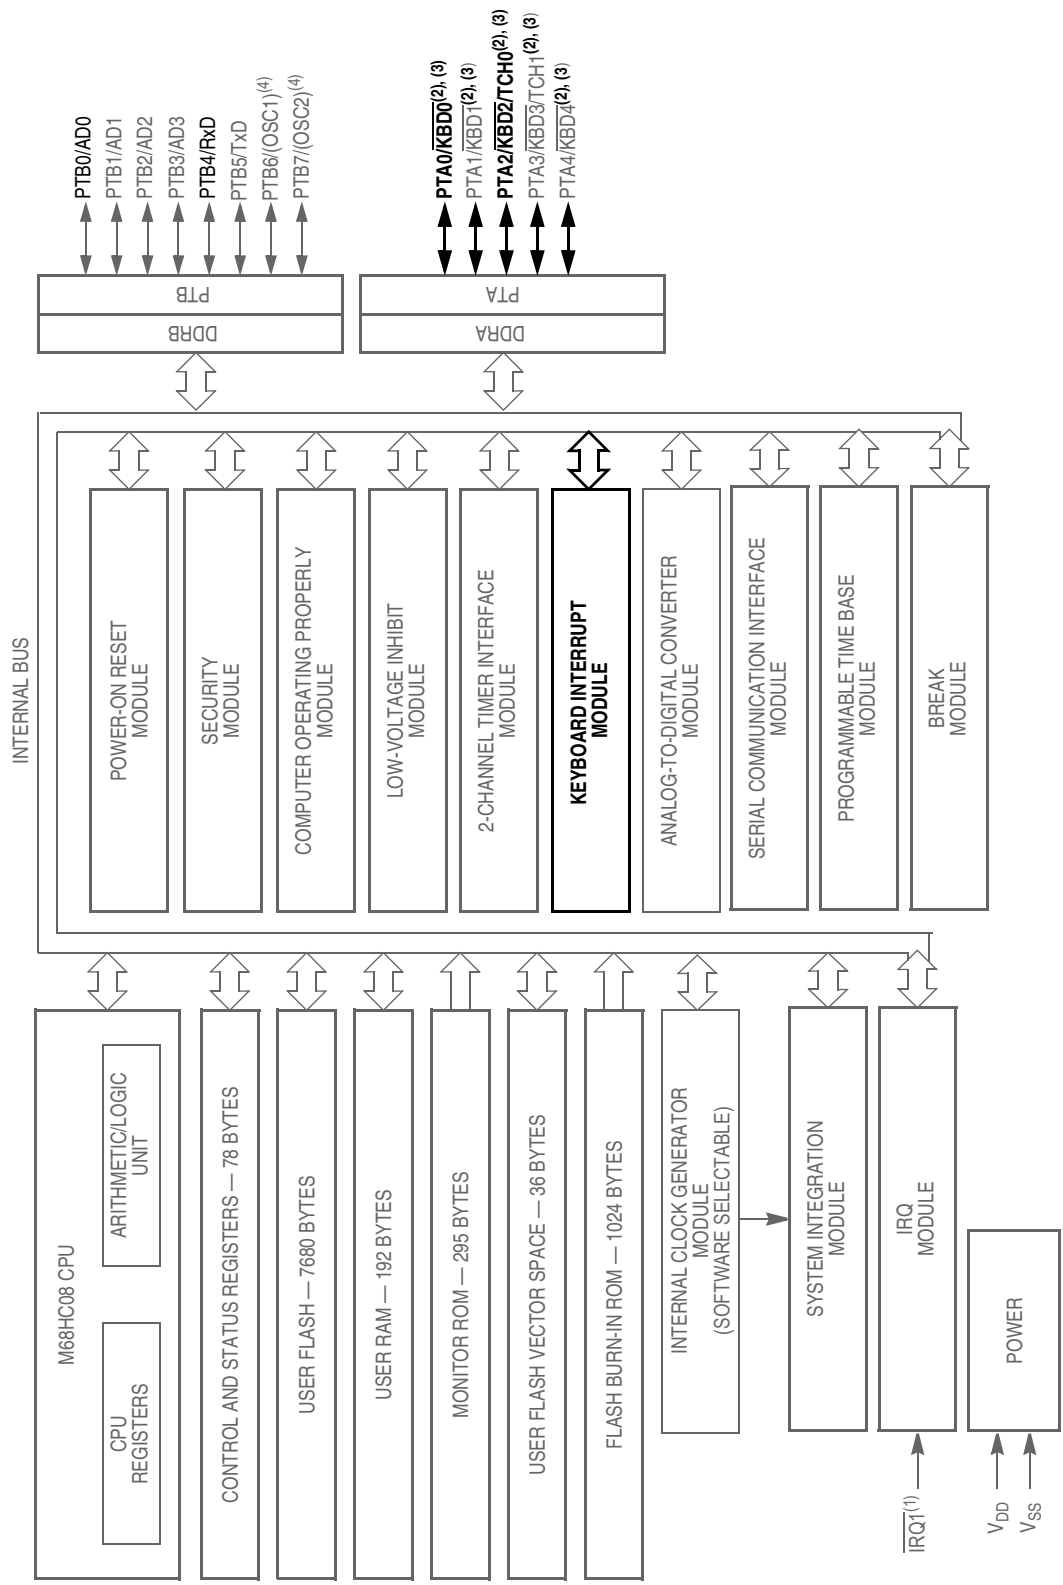 INTERNAL BUS
M68HC08 CPU
CPU
REGISTERS
ARITHMETIC/LOGIC
UNIT
CONTROL AND STATUS REGISTERS — 78 BYTES
USER FLASH — 7680 BYTES
USER RAM — 192 BYTES
MONITOR ROM — 295 BYTES
USER FLASH VECTOR SPACE — 36 BYTES
FLASH BURN-IN ROM — 1024 BYTES
INTERNAL CLOCK GENERATOR
MODULE
(SOFTWARE SELECTABLE)
SYSTEM INTEGRATION
MODULE
IRQ1(1)
IRQ
MODULE
VDD
VSS
POWER
POWER-ON RESET
MODULE
SECURITY
MODULE
COMPUTER OPERATING PROPERLY
MODULE
LOW-VOLTAGE INHIBIT
MODULE
2-CHANNEL TIMER INTERFACE
MODULE
KEYBOARD INTERRUPT
MODULE
ANALOG-TO-DIGITAL CONVERTER
MODULE
SERIAL COMMUNICATION INTERFACE
MODULE
PROGRAMMABLE TIME BASE
MODULE
BREAK
MODULE
DDRB
PTB
PTB0/AD0
PTB1/AD1
PTB2/AD2
PTB3/AD3
PTB4/RxD
PTB5/TxD
PTB6/(OSC1)(4)
PTB7/(OSC2)(4)
DDRA
PTA
PTA0/KBD0(2), (3)
PTA1/KBD1(2), (3)
PTA2/KBD2/TCH0(2), (3)
PTA3/KBD3/TCH1(2), (3)
PTA4/KBD4(2), (3)